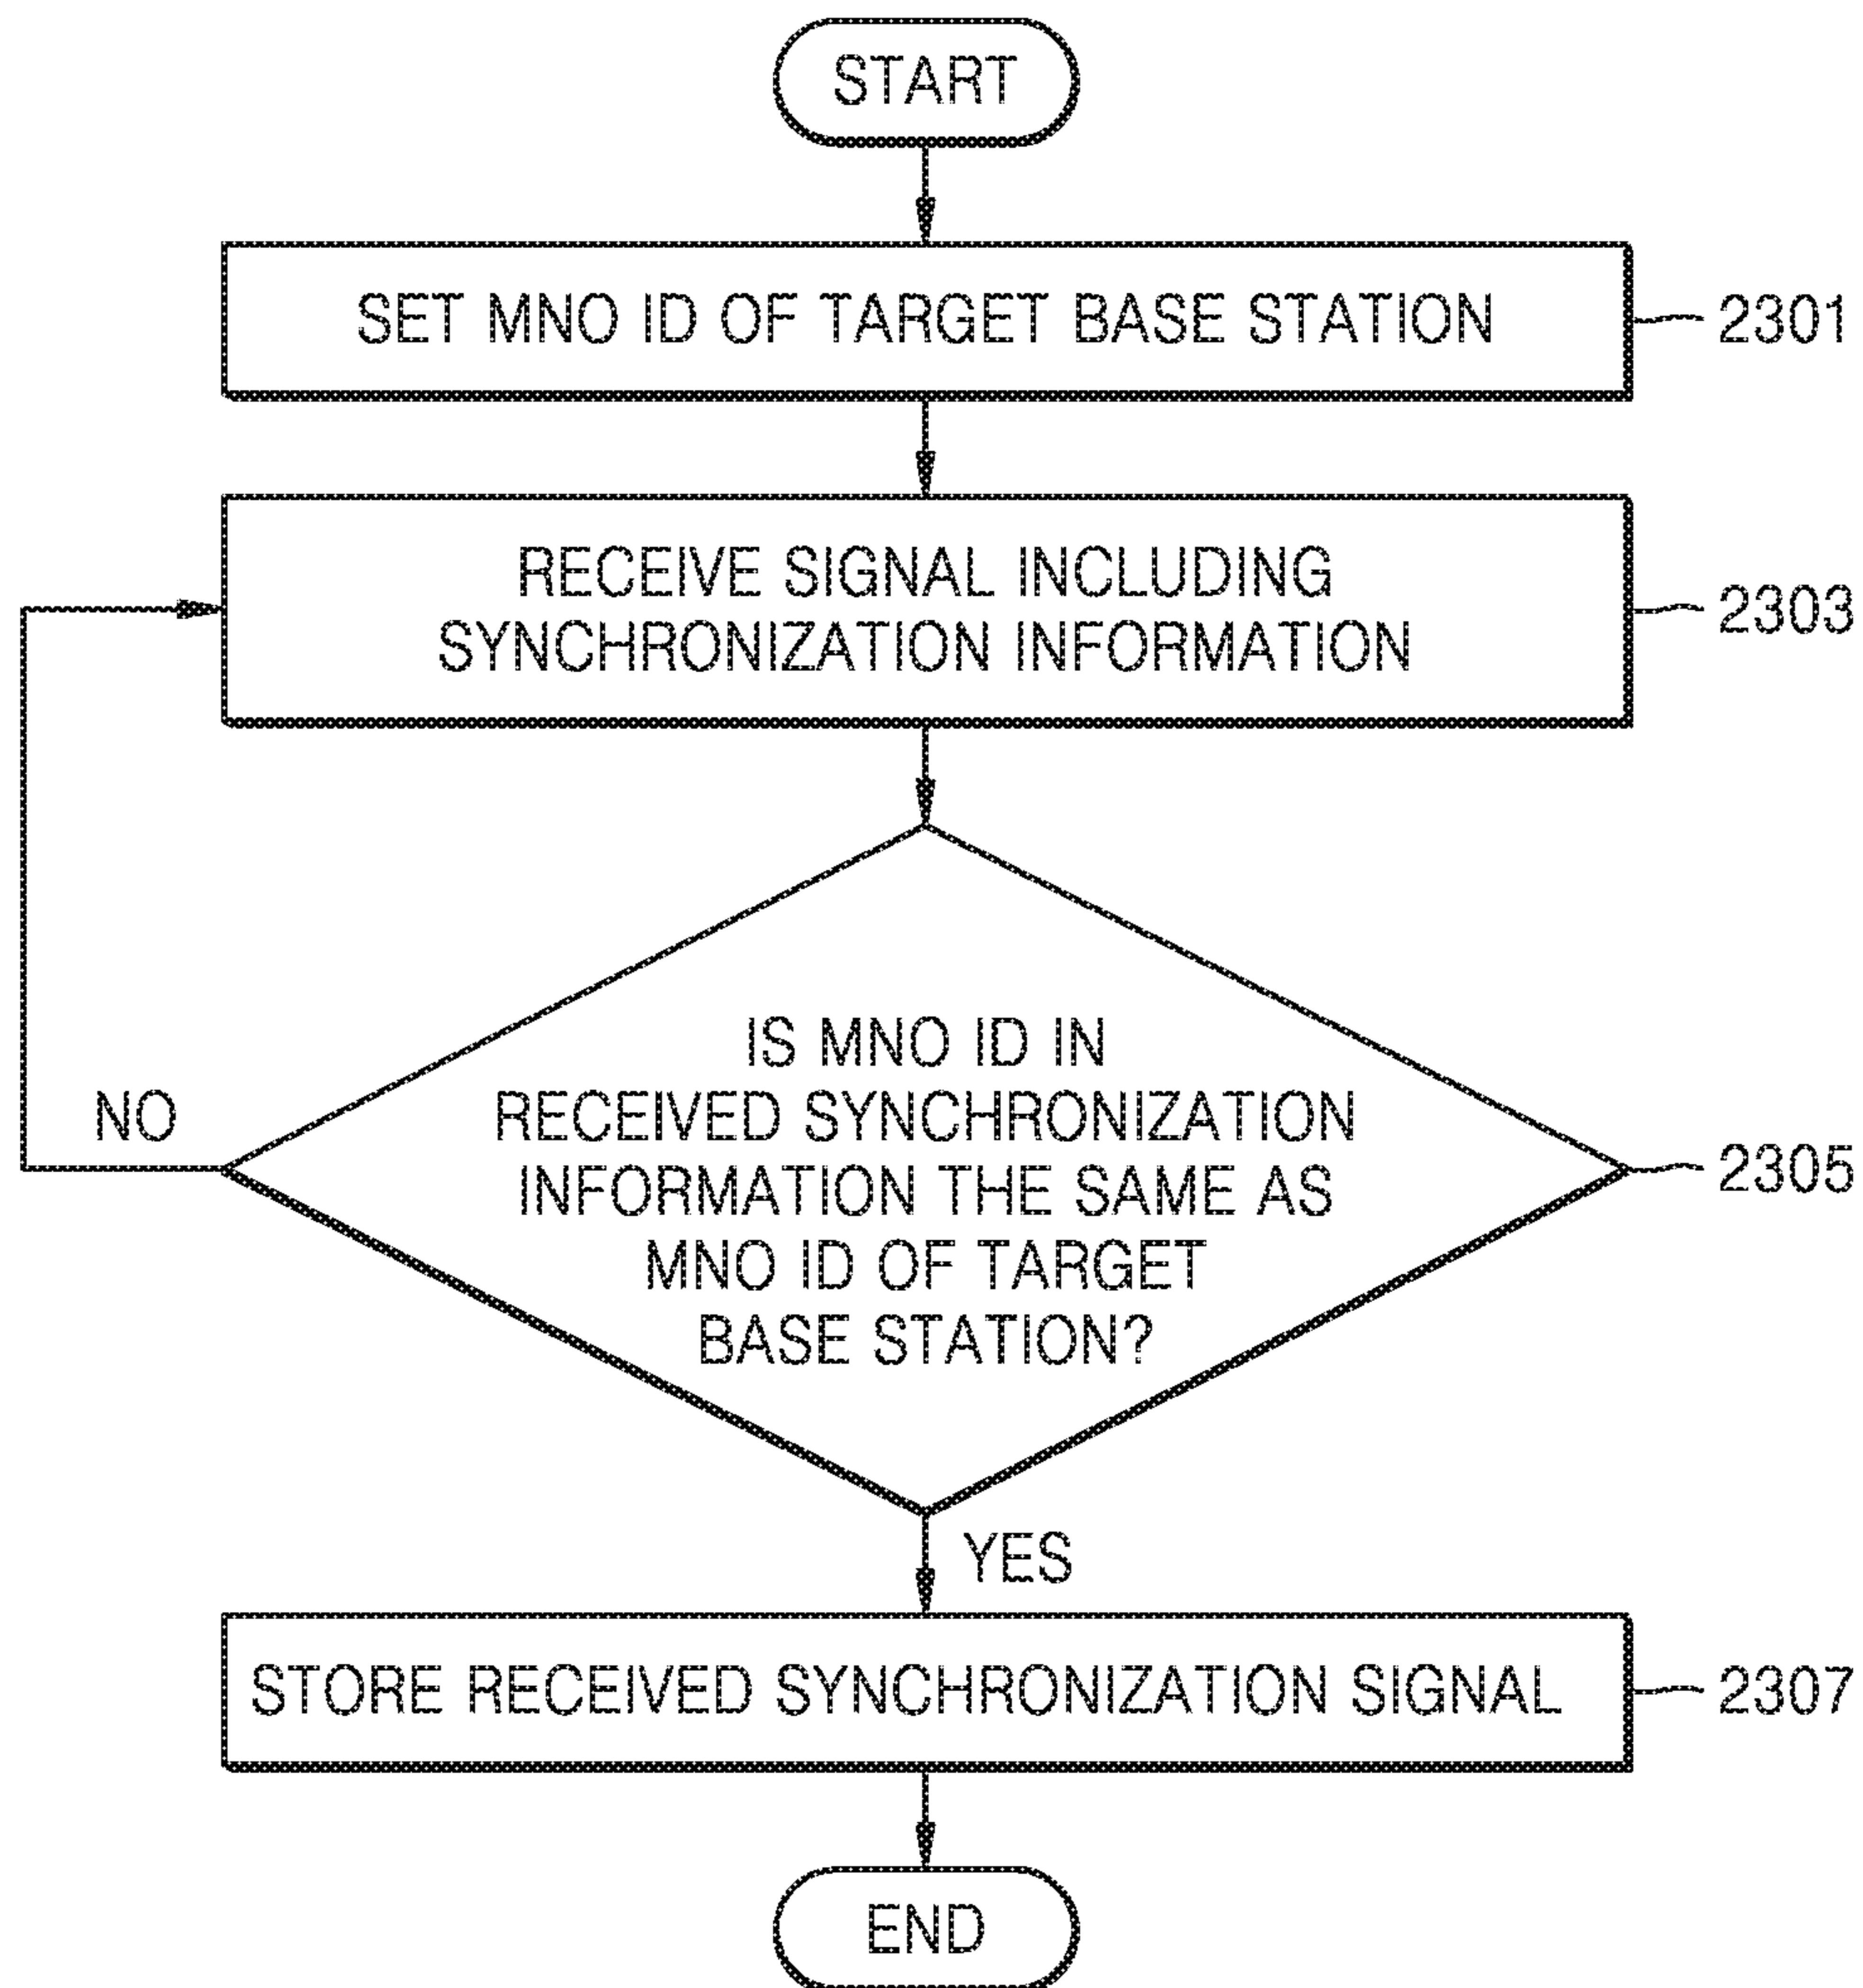 START
SET MNO ID OF TARGET BASE STATION
2301
RECEIVE SIGNAL INCLUDING
SYNCHRONIZATION INFORMATION
2303
IS MNO ID IN
RECEIVED SYNCHRONIZATION
INFORMATION THE SAME AS
MNO ID OF TARGET
BASE STATION?
2305
NO
YES
STORE RECEIVED SYNCHRONIZATION SIGNAL
2307
END